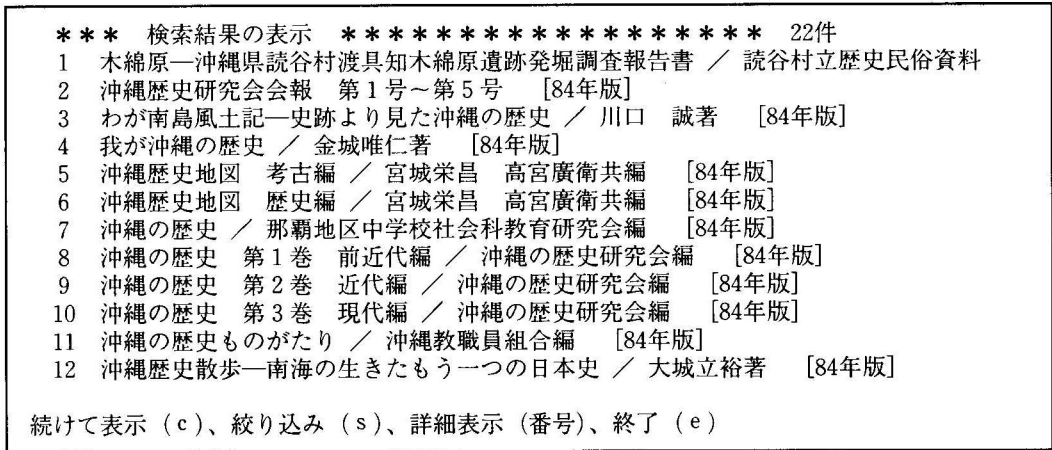 ＊＊＊ 検索結果の表示 ＊＊＊＊＊＊＊＊＊＊＊＊＊＊＊＊＊＊ 22件
1 木綿原―沖縄県読谷村渡具知木綿原遺跡発掘調査報告書 ／ 読谷村立歴史民俗資料
2 沖縄歴史研究会会報 第1号～第5号 [84年版]
3 わが南島風土記―史跡より見た沖縄の歴史 ／ 川口 誠著 [84年版]
4 我が沖縄の歴史 ／ 金城唯仁著 [84年版]
5 沖縄歴史地図 考古編 ／ 宮城栄昌 高宮廣衛共編 [84年版]
6 沖縄歴史地図 歴史編 ／ 宮城栄昌 高宮廣衛共編 [84年版]
7 沖縄の歴史 ／ 那覇地区中学校社会科教育研究会編 [84年版]
8 沖縄の歴史 第1巻 前近代編 ／ 沖縄の歴史研究会編 [84年版]
9 沖縄の歴史 第2巻 近代編 ／ 沖縄の歴史研究会編 [84年版]
10 沖縄の歴史 第3巻 現代編 ／ 沖縄の歴史研究会編 [84年版]
11 沖縄の歴史ものがたり ／ 沖縄教職員組合編 [84年版]
12 沖縄歴史散歩―南海の生きたもう一つの日本史 ／ 大城立裕著 [84年版]
続けて表示（c）、絞り込み（s）、詳細表示（番号）、終了（e）